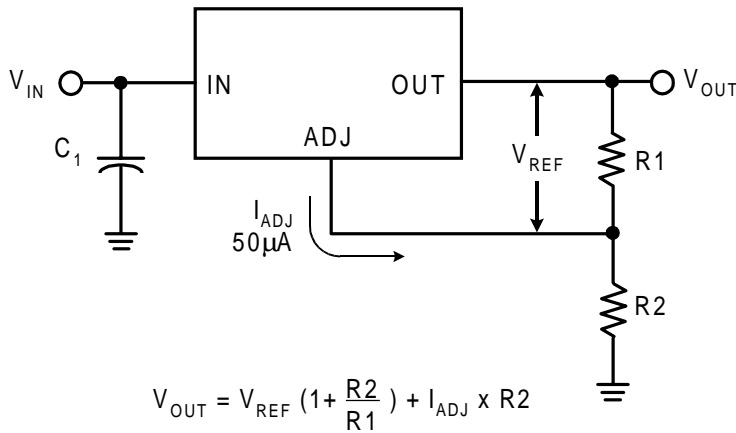 V_IN
IN
OUT
V_OUT
ADJ
C_1
V_REF
R1
I_ADJ
50µA
R2
V_OUT = V_REF (1+ R2/R1) + I_ADJ x R2